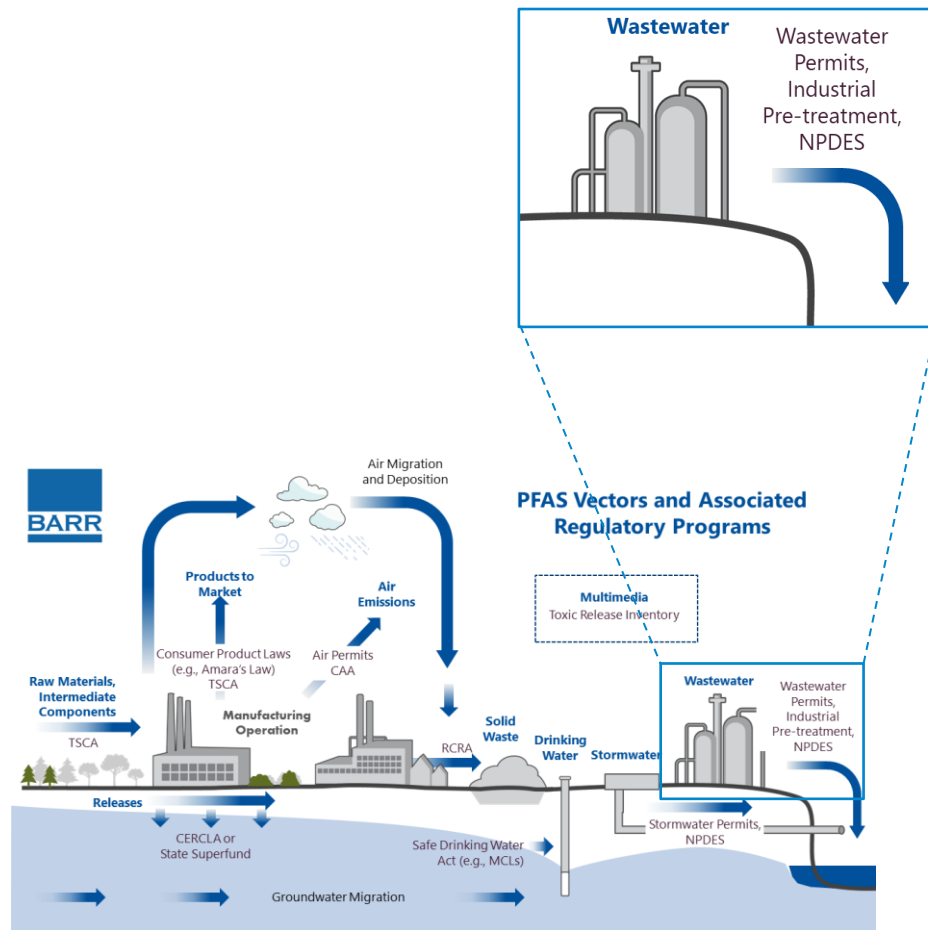 Wastewater
Wastewater
Permits,
Industrial
Pre-treatment,
NPDES
BARR
Air Migration
and Deposition
PFAS Vectors and Associated
Regulatory Programs
Products to
Market
Air
Emissions
Multimedia
Toxic Release Inventory
Consumer Product Laws
(e.g., Amara's Law)
TSCA
Air Permits
CAA
Raw Materials,
Intermediate
Components
TSCA
Manufacturing
Operation
RCRA
Solid
Waste
Drinking
Water
Stormwater
Wastewater
Wastewater
Permits,
Industrial
Pre-treatment,
NPDES
Releases
CERCLA or
State Superfund
Safe Drinking Water
Act (e.g., MCLs)
Stormwater Permits,
NPDES
Groundwater Migration